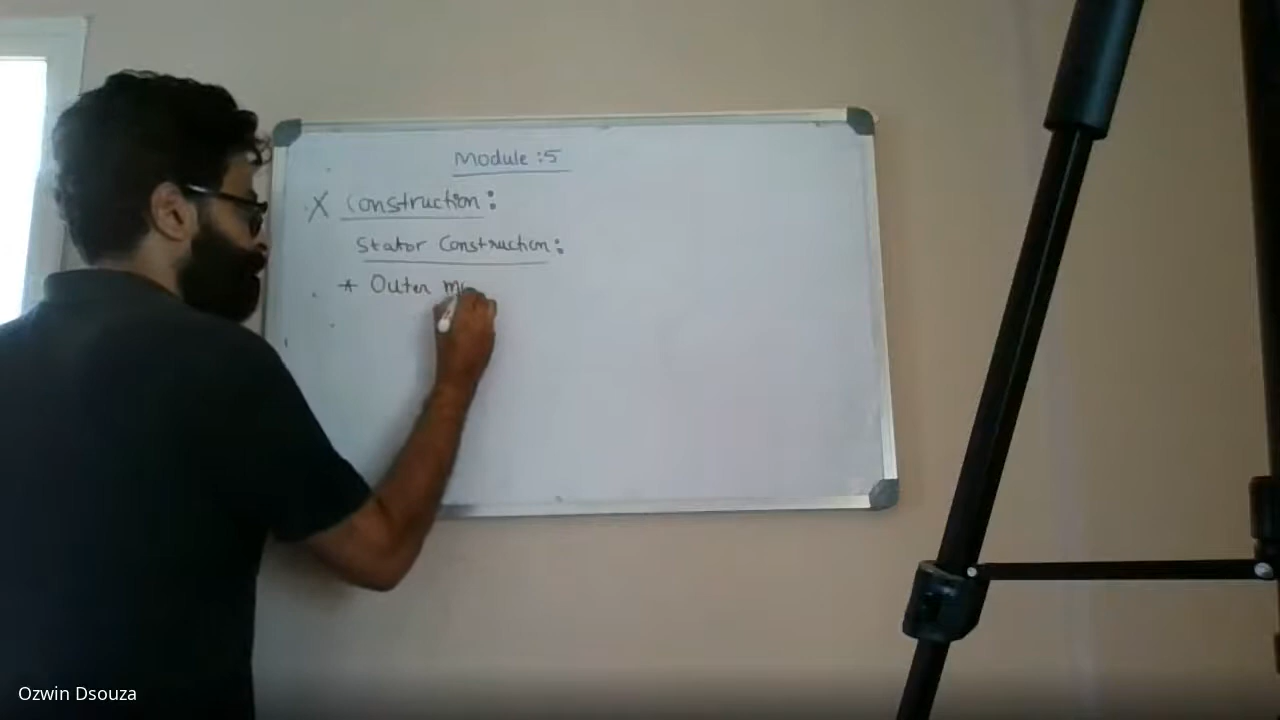 Module :5
X Construction:
Stator Construction:
* Outer
Ozwin Dsouza